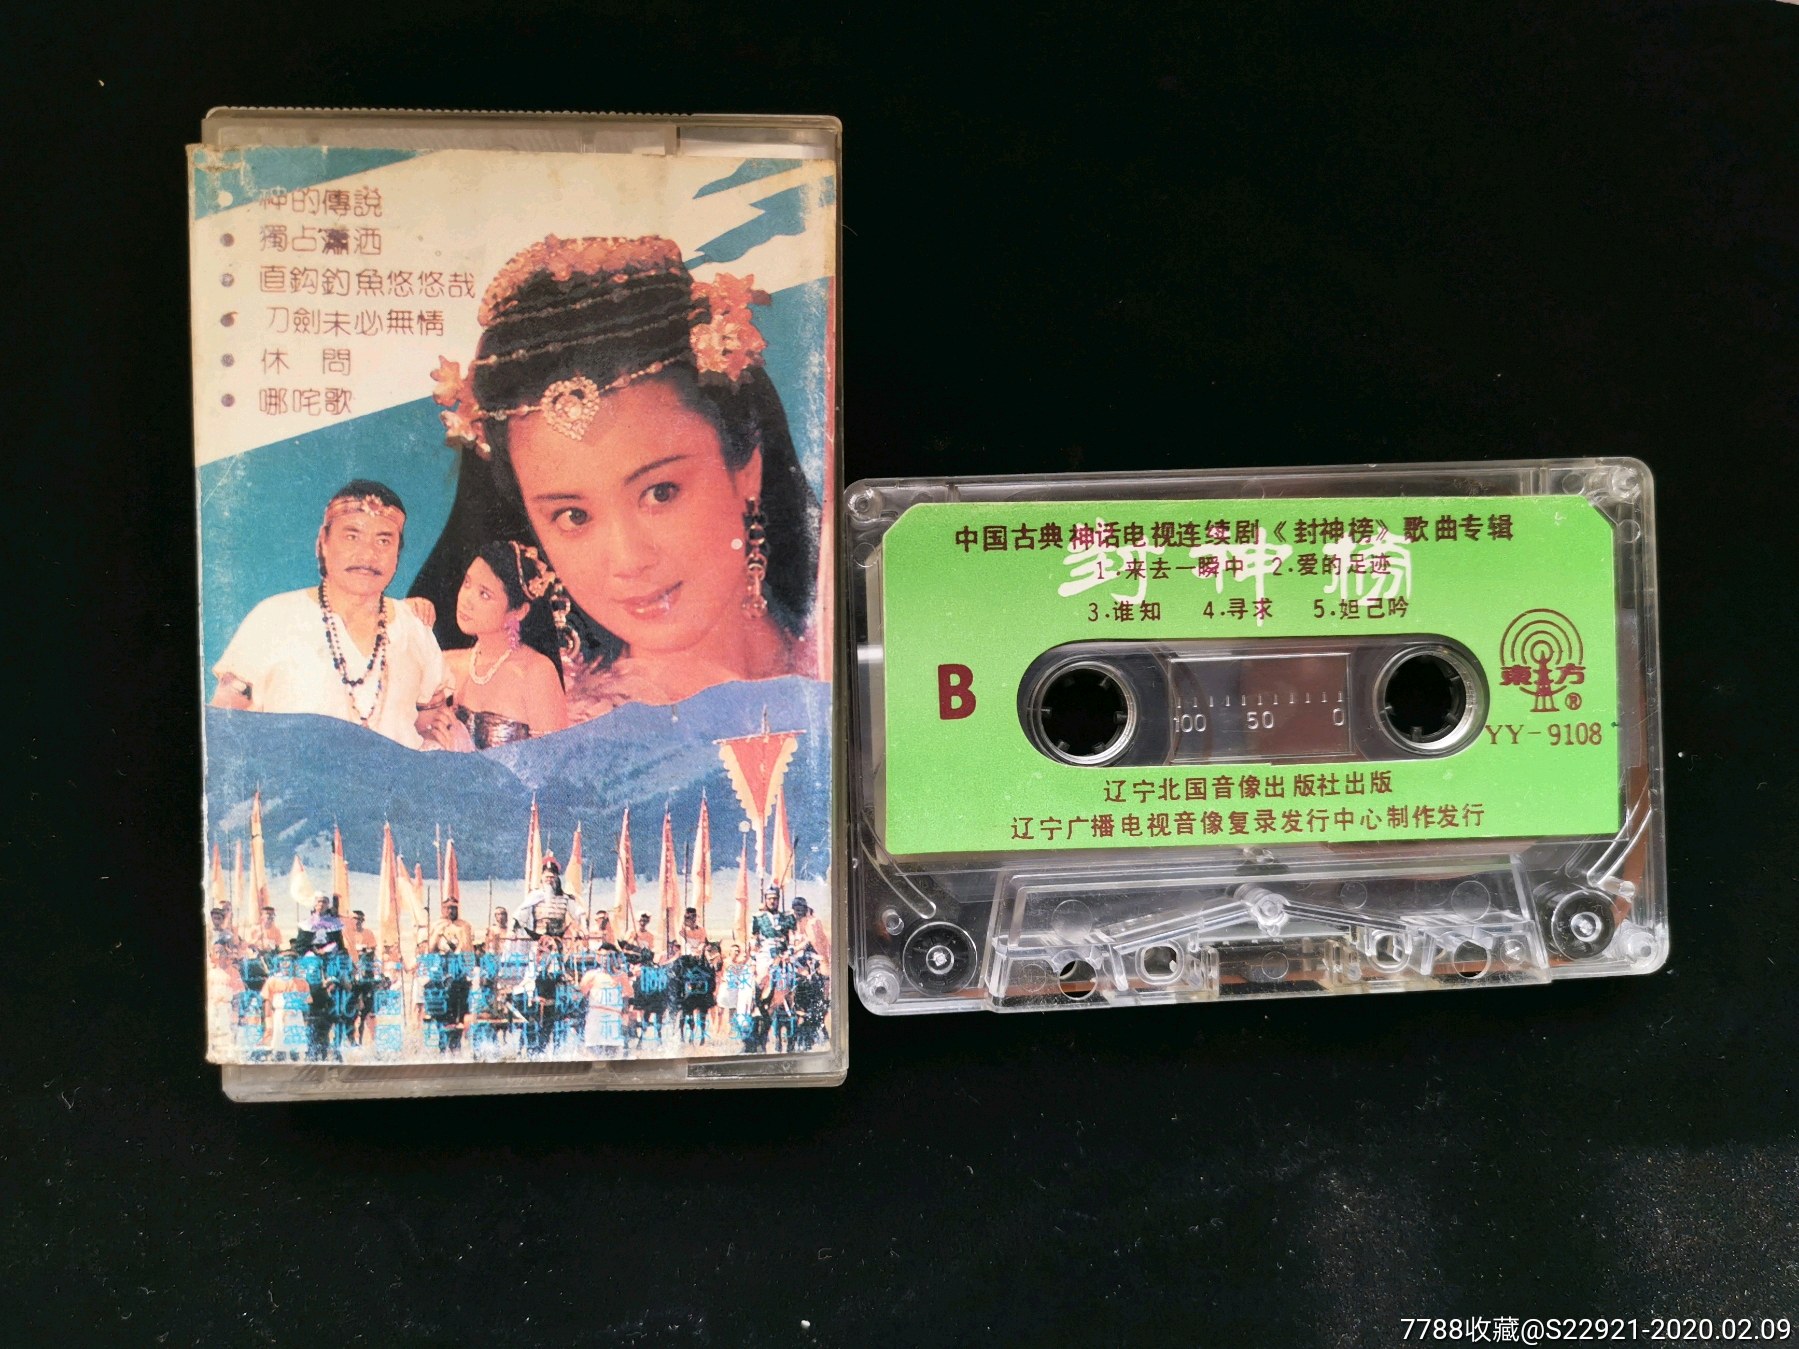 神的傳說
獨占瀟洒
直鈎釣魚悠悠哉
刀劍未必無情
休 問
哪咤歌
中国古典神话电视连续剧《封神榜》歌曲专辑
封神榜
1.来去一瞬中 2.爱的足迹
3.谁知 4.寻求 5.妲己吟
B
東方
®
YY-9108
100 50 0
辽宁北国音像出版社出版
辽宁广播电视音像复录发行中心制作发行
7788收藏@S22921-2020.02.09